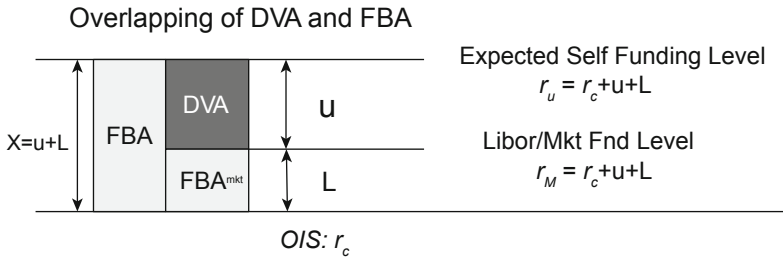 Overlapping of DVA and FBA
Expected Self Funding Level
r_u = r_c+u+L
DVA
u
X=u+L
FBA
Libor/Mkt Fnd Level
r_M = r_c+u+L
FBA^mkt
L
OIS: r_c